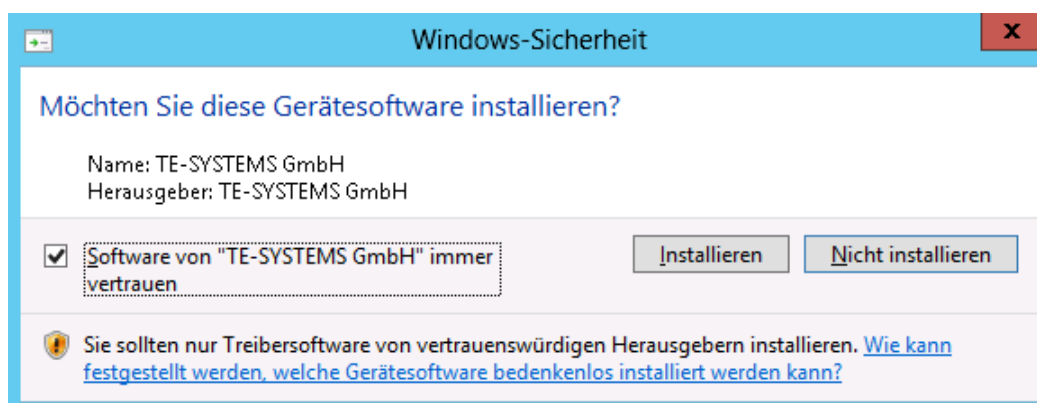 Windows-Sicherheit
x
Möchten Sie diese Gerätesoftware installieren?
Name: TE-SYSTEMS GmbH
Herausgeber: TE-SYSTEMS GmbH
Software von "TE-SYSTEMS GmbH" immer
vertrauen
Installieren
Nicht installieren
Sie sollten nur Treibersoftware von vertrauenswürdigen Herausgebern installieren. Wie kann
festgestellt werden, welche Gerätesoftware bedenkenlos installiert werden kann?